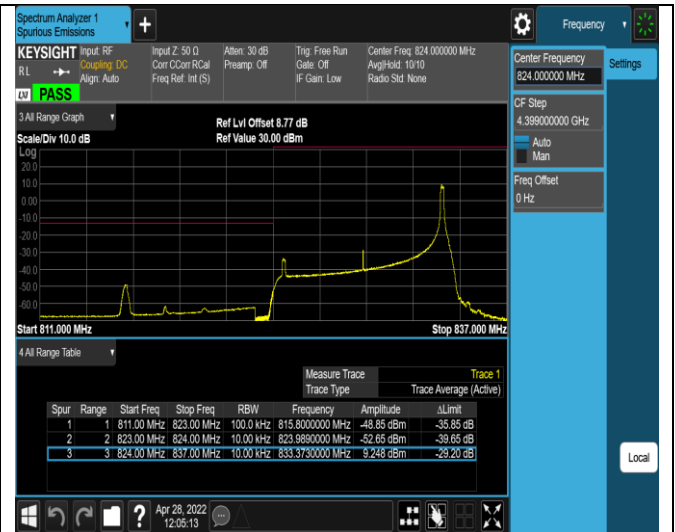 Spectrum Analyzer 1
Spurious Emissions
Frequency
KEYSIGHT
RL
LXI PASS
Input: RF
Coupling: DC
Align: Auto
Input Z: 50 Ω
Corr CCorr RCal
Freq Ref: Int (S)
Atten: 30 dB
Preamp: Off
Trig: Free Run
Gate: Off
IF Gain: Low
Center Freq: 824.000000 MHz
Avg|Hold: 10/10
Radio Std: None
Center Frequency
824.000000 MHz
Settings
CF Step
4.399000000 GHz
Auto
Man
Freq Offset
0 Hz
3 All Range Graph
Scale/Div 10.0 dB
Ref Lvl Offset 8.77 dB
Ref Value 30.00 dBm
Log
20.0
10.0
0.00
-10.0
-20.0
-30.0
-40.0
-50.0
-60.0
Start 811.000 MHz
Stop 837.000 MHz
4 All Range Table
Measure Trace Trace 1
Trace Type Trace Average (Active)
Spur Range Start Freq Stop Freq RBW Frequency Amplitude ΔLimit
1 1 811.00 MHz 823.00 MHz 100.0 kHz 815.8000000 MHz -48.85 dBm -35.85 dB
2 2 823.00 MHz 824.00 MHz 10.00 kHz 823.9890000 MHz -52.65 dBm -39.65 dB
3 3 824.00 MHz 837.00 MHz 10.00 kHz 833.3730000 MHz 9.248 dBm -29.20 dB
Local
Apr 28, 2022
12:05:13